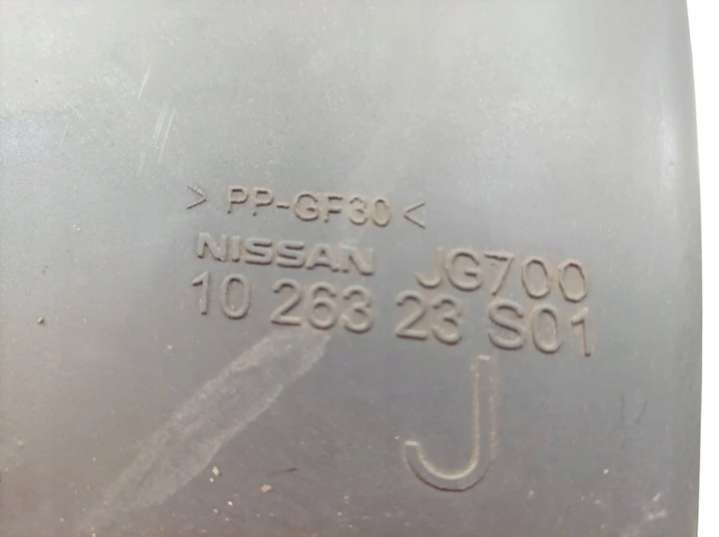 > PP-GF30 <
NISSAN JG700
10 263 23 S01
J